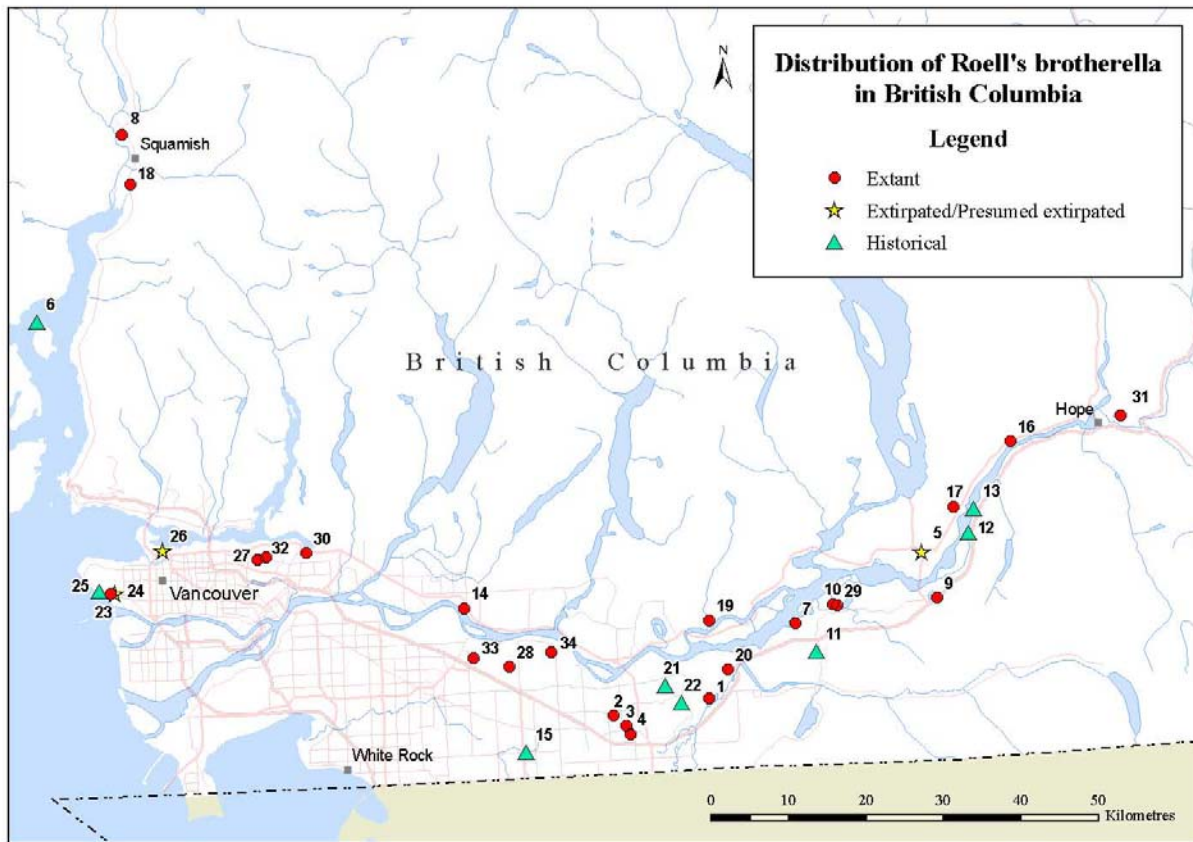 N
Distribution of Roell's brotherella
in British Columbia
Legend
Extant
Extirpated/Presumed extirpated
Historical
8
Squamish
18
6
British Columbia
Hope
31
16
17
13
5
12
26
27
32
30
25
24
23
Vancouver
14
19
10
29
9
7
11
33
28
34
20
21
22
1
2
3
4
15
White Rock
0 10 20 30 40 50
Kilometres